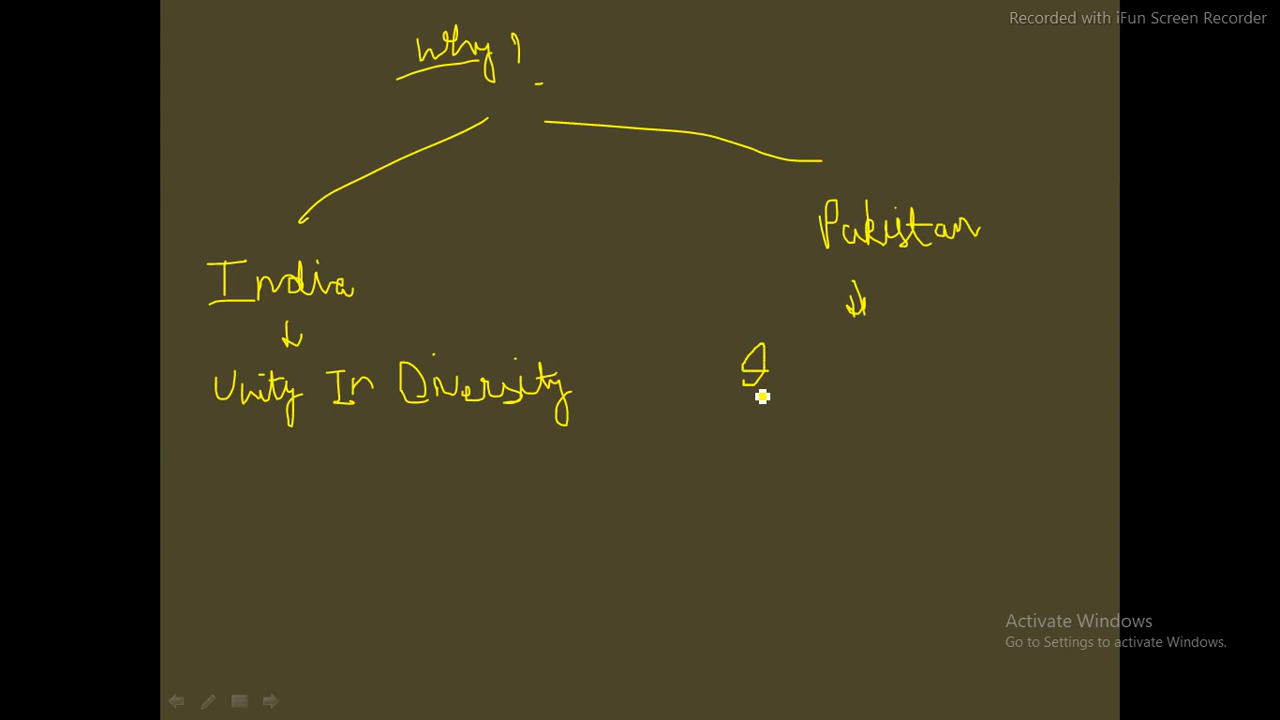 Recorded with iFun Screen Recorder
Why?
Pakistan
India
Unity In Diversity
Activate Windows
Go to Settings to activate Windows.